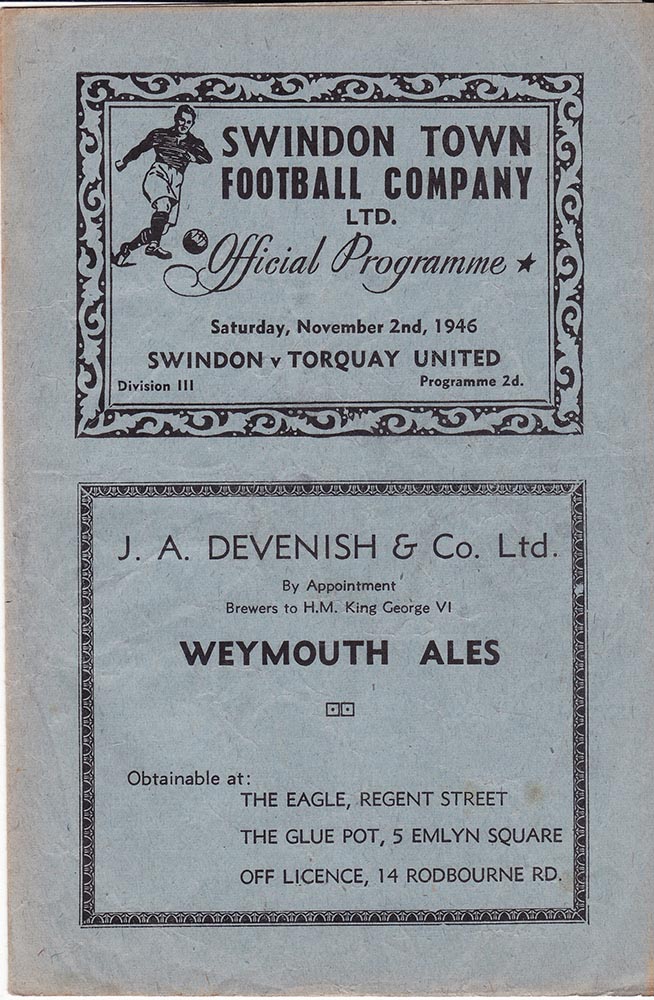 SWINDON TOWN
FOOTBALL COMPANY
LTD.
Official Programme ★
Saturday, November 2nd, 1946
SWINDON v TORQUAY UNITED
Division III Programme 2d.
J. A. DEVENISH & Co. Ltd.
By Appointment
Brewers to H.M. King George VI
WEYMOUTH ALES
Obtainable at:
THE EAGLE, REGENT STREET
THE GLUE POT, 5 EMLYN SQUARE
OFF LICENCE, 14 RODBOURNE RD.